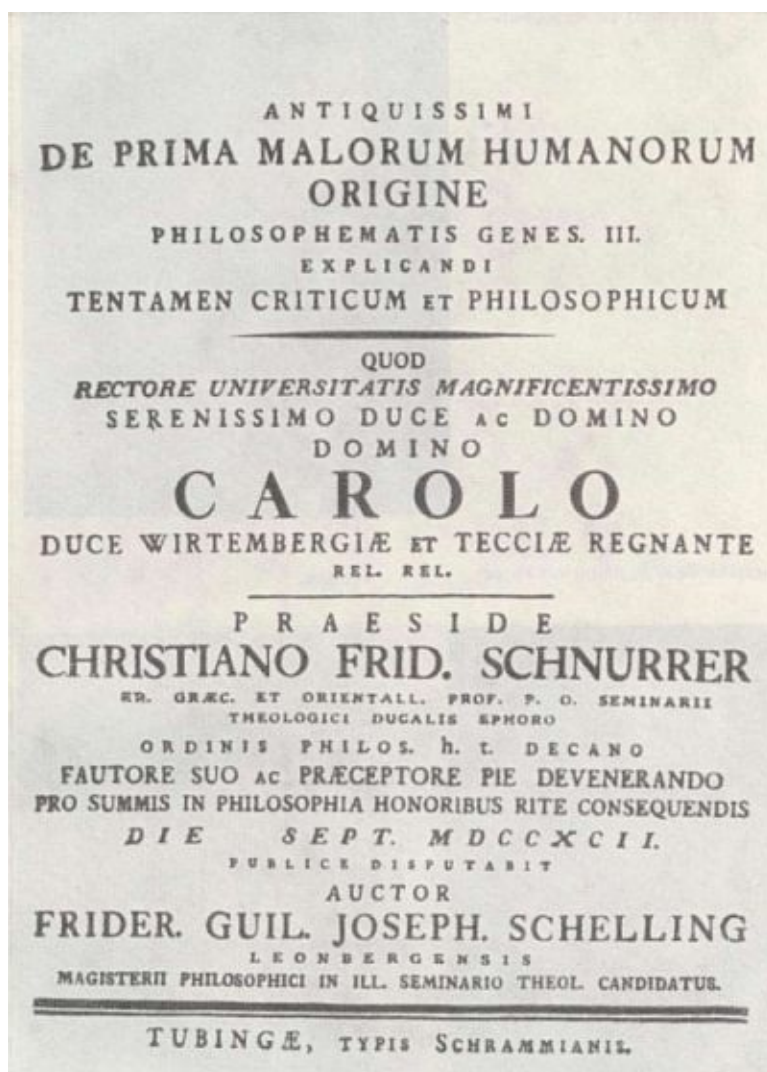 ANTIQUISSIMI
DE PRIMA MALORUM HUMANORUM
ORIGINE
PHILOSOPHEMATIS GENES. III.
EXPLICANDI
TENTAMEN CRITICUM ET PHILOSOPHICUM
QUOD
RECTORE UNIVERSITATIS MAGNIFICENTISSIMO
SERENISSIMO DUCE AC DOMINO
DOMINO
CAROLO
DUCE WIRTEMBERGIÆ ET TECCIÆ REGNANTE
REL. REL.
PRAESIDE
CHRISTIANO FRID. SCHNURRER
GRÆC. ET ORIENTALL. PROF. P. O. SEMINARII
THEOLOGICI DUCALIS EPHORO
ORDINIS PHILOS. h. t. DECANO
FAUTORE SUO AC PRÆCEPTORE PIE DEVENERANDO
PRO SUMMIS IN PHILOSOPHIA HONORIBUS RITE CONSEQUENDIS
DIE SEPT. MDCCXCII.
PUBLICE DISPUTABIT
AUCTOR
FRIDER. GUIL. JOSEPH. SCHELLING
LEONBERGENSIS
MAGISTERII PHILOSOPHICI IN ILL. SEMINARIO THEOL. CANDIDATUS.
TUBINGÆ, TYPIS SCHRAMMIANIS.